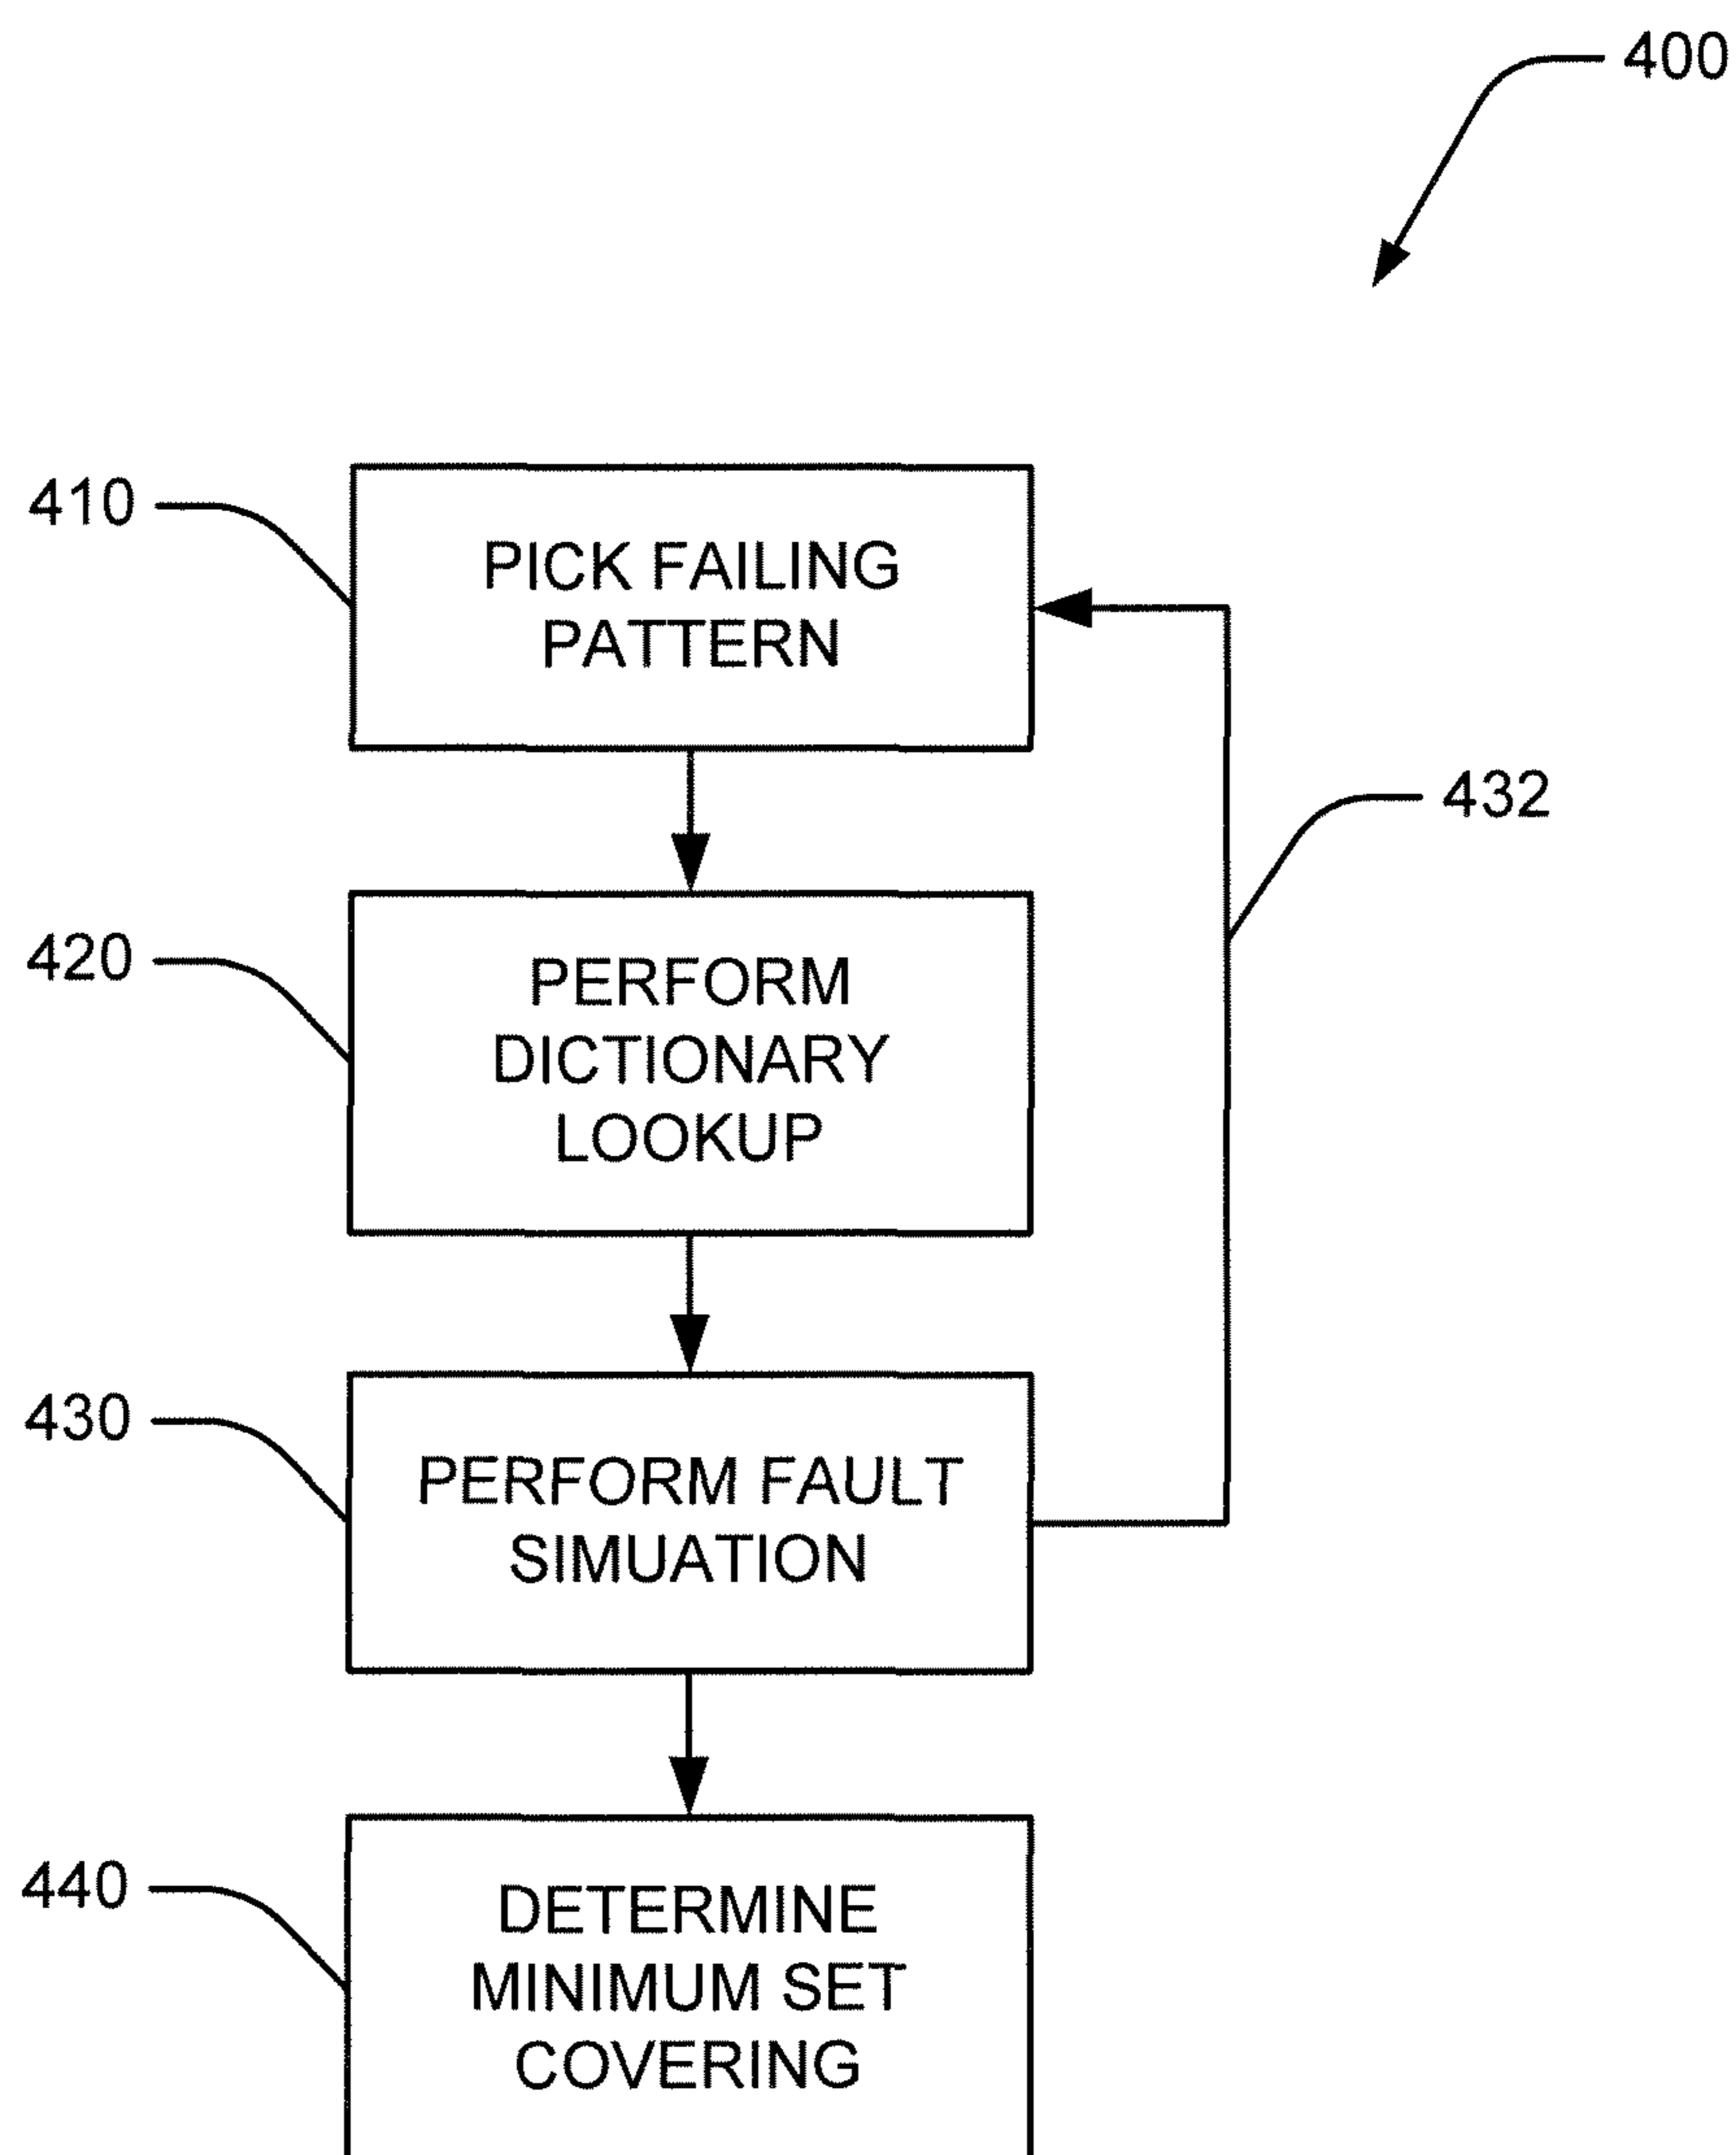 400
410
PICK FAILING
PATTERN
432
420
PERFORM
DICTIONARY
LOOKUP
430
PERFORM FAULT
SIMUATION
440
DETERMINE
MINIMUM SET
COVERING